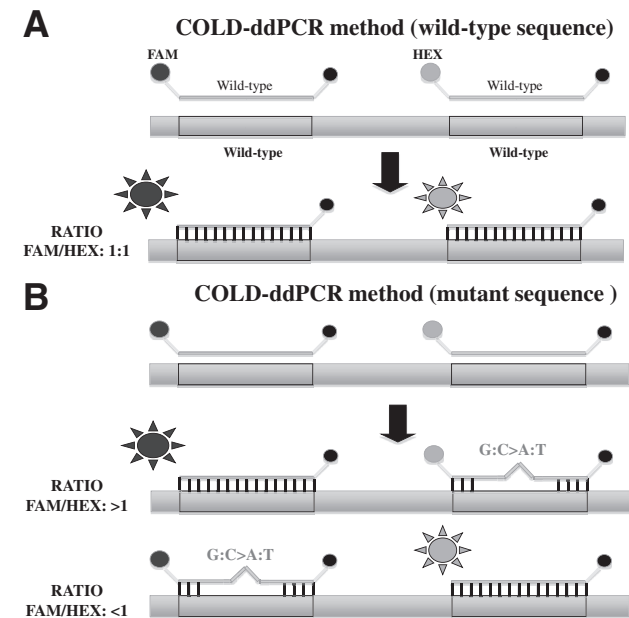 A
COLD-ddPCR method (wild-type sequence)
FAM
HEX
Wild-type
Wild-type
Wild-type
Wild-type
RATIO
FAM/HEX: 1:1
B
COLD-ddPCR method (mutant sequence )
G:C>A:T
RATIO
FAM/HEX: >1
G:C>A:T
RATIO
FAM/HEX: <1